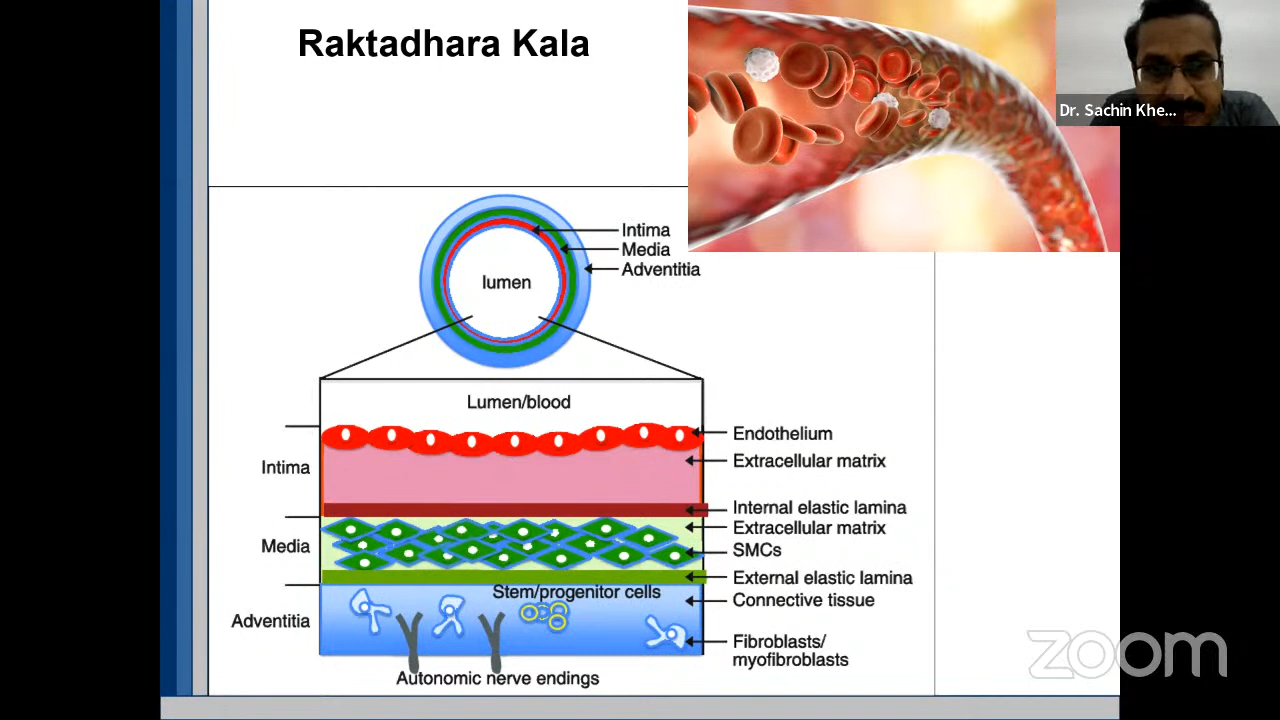 Raktadhara Kala
Dr. Sachin Khe...
Intima
Media
Adventitia
lumen
Lumen/blood
Intima
Media
Adventitia
Endothelium
Extracellular matrix
Internal elastic lamina
Extracellular matrix
SMCs
External elastic lamina
Stem/progenitor cells
Connective tissue
Fibroblasts/
myofibroblasts
Autonomic nerve endings
zoom